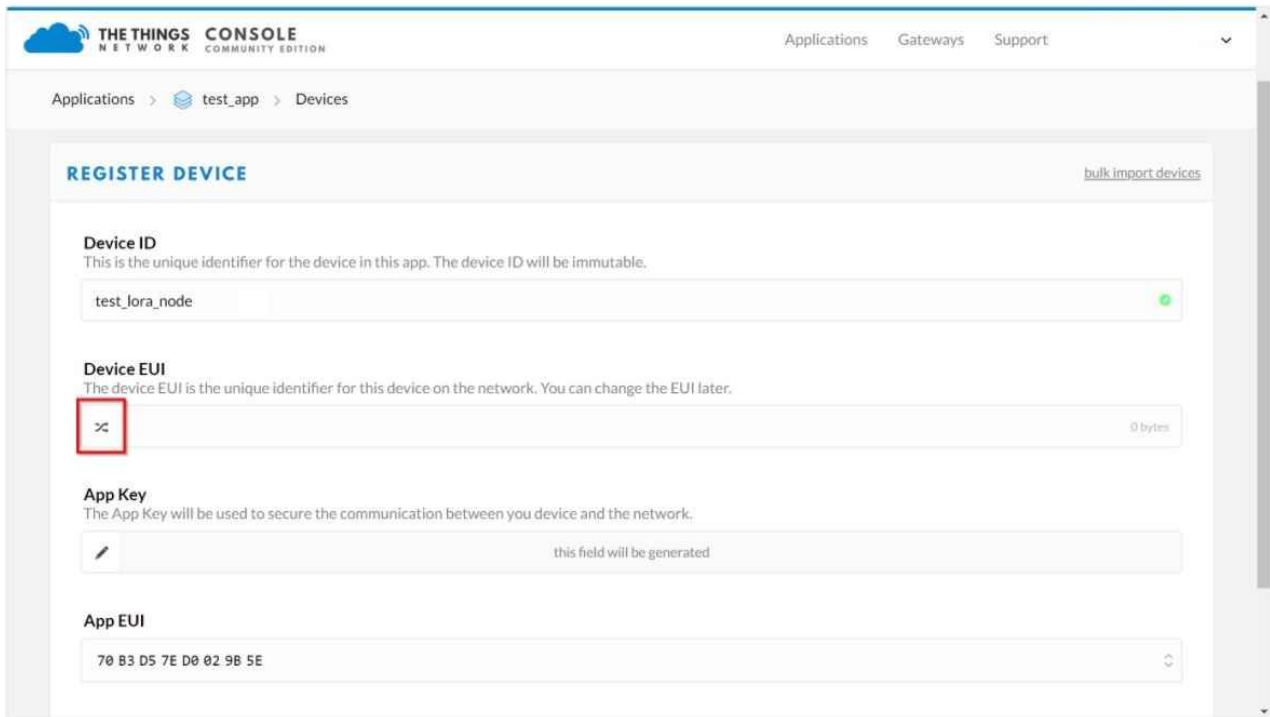 THE THINGS CONSOLE
NETWORK COMMUNITY EDITION
Applications Gateways Support
Applications > test_app > Devices
REGISTER DEVICE
bulk import devices
Device ID
This is the unique identifier for the device in this app. The device ID will be immutable.
test_lora_node
Device EUI
The device EUI is the unique identifier for this device on the network. You can change the EUI later.
0 bytes
App Key
The App Key will be used to secure the communication between you device and the network.
this field will be generated
App EUI
70 B3 D5 7E D0 02 9B 5E